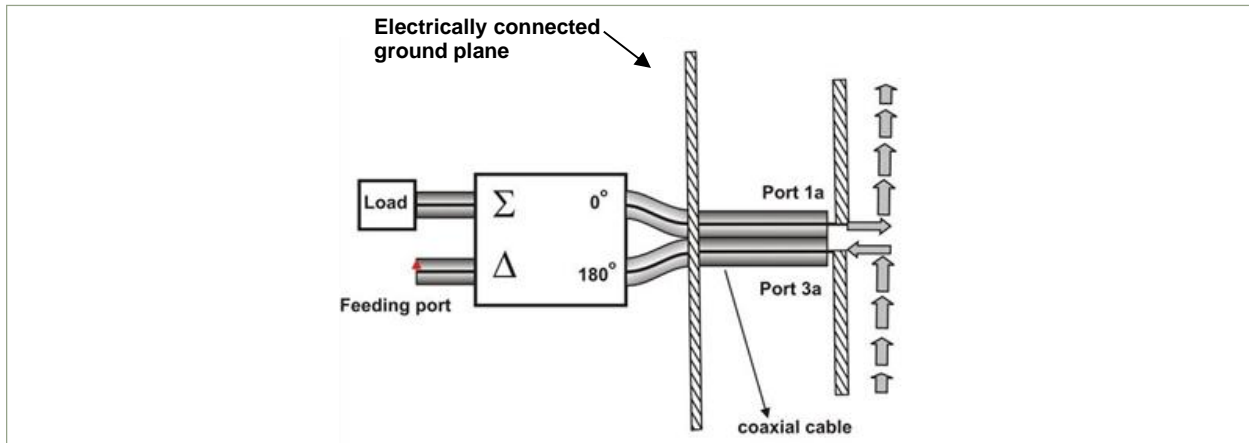 Electrically connected
ground plane
Load
Σ
0°
Port 1a
Δ
180°
Feeding port
Port 3a
coaxial cable